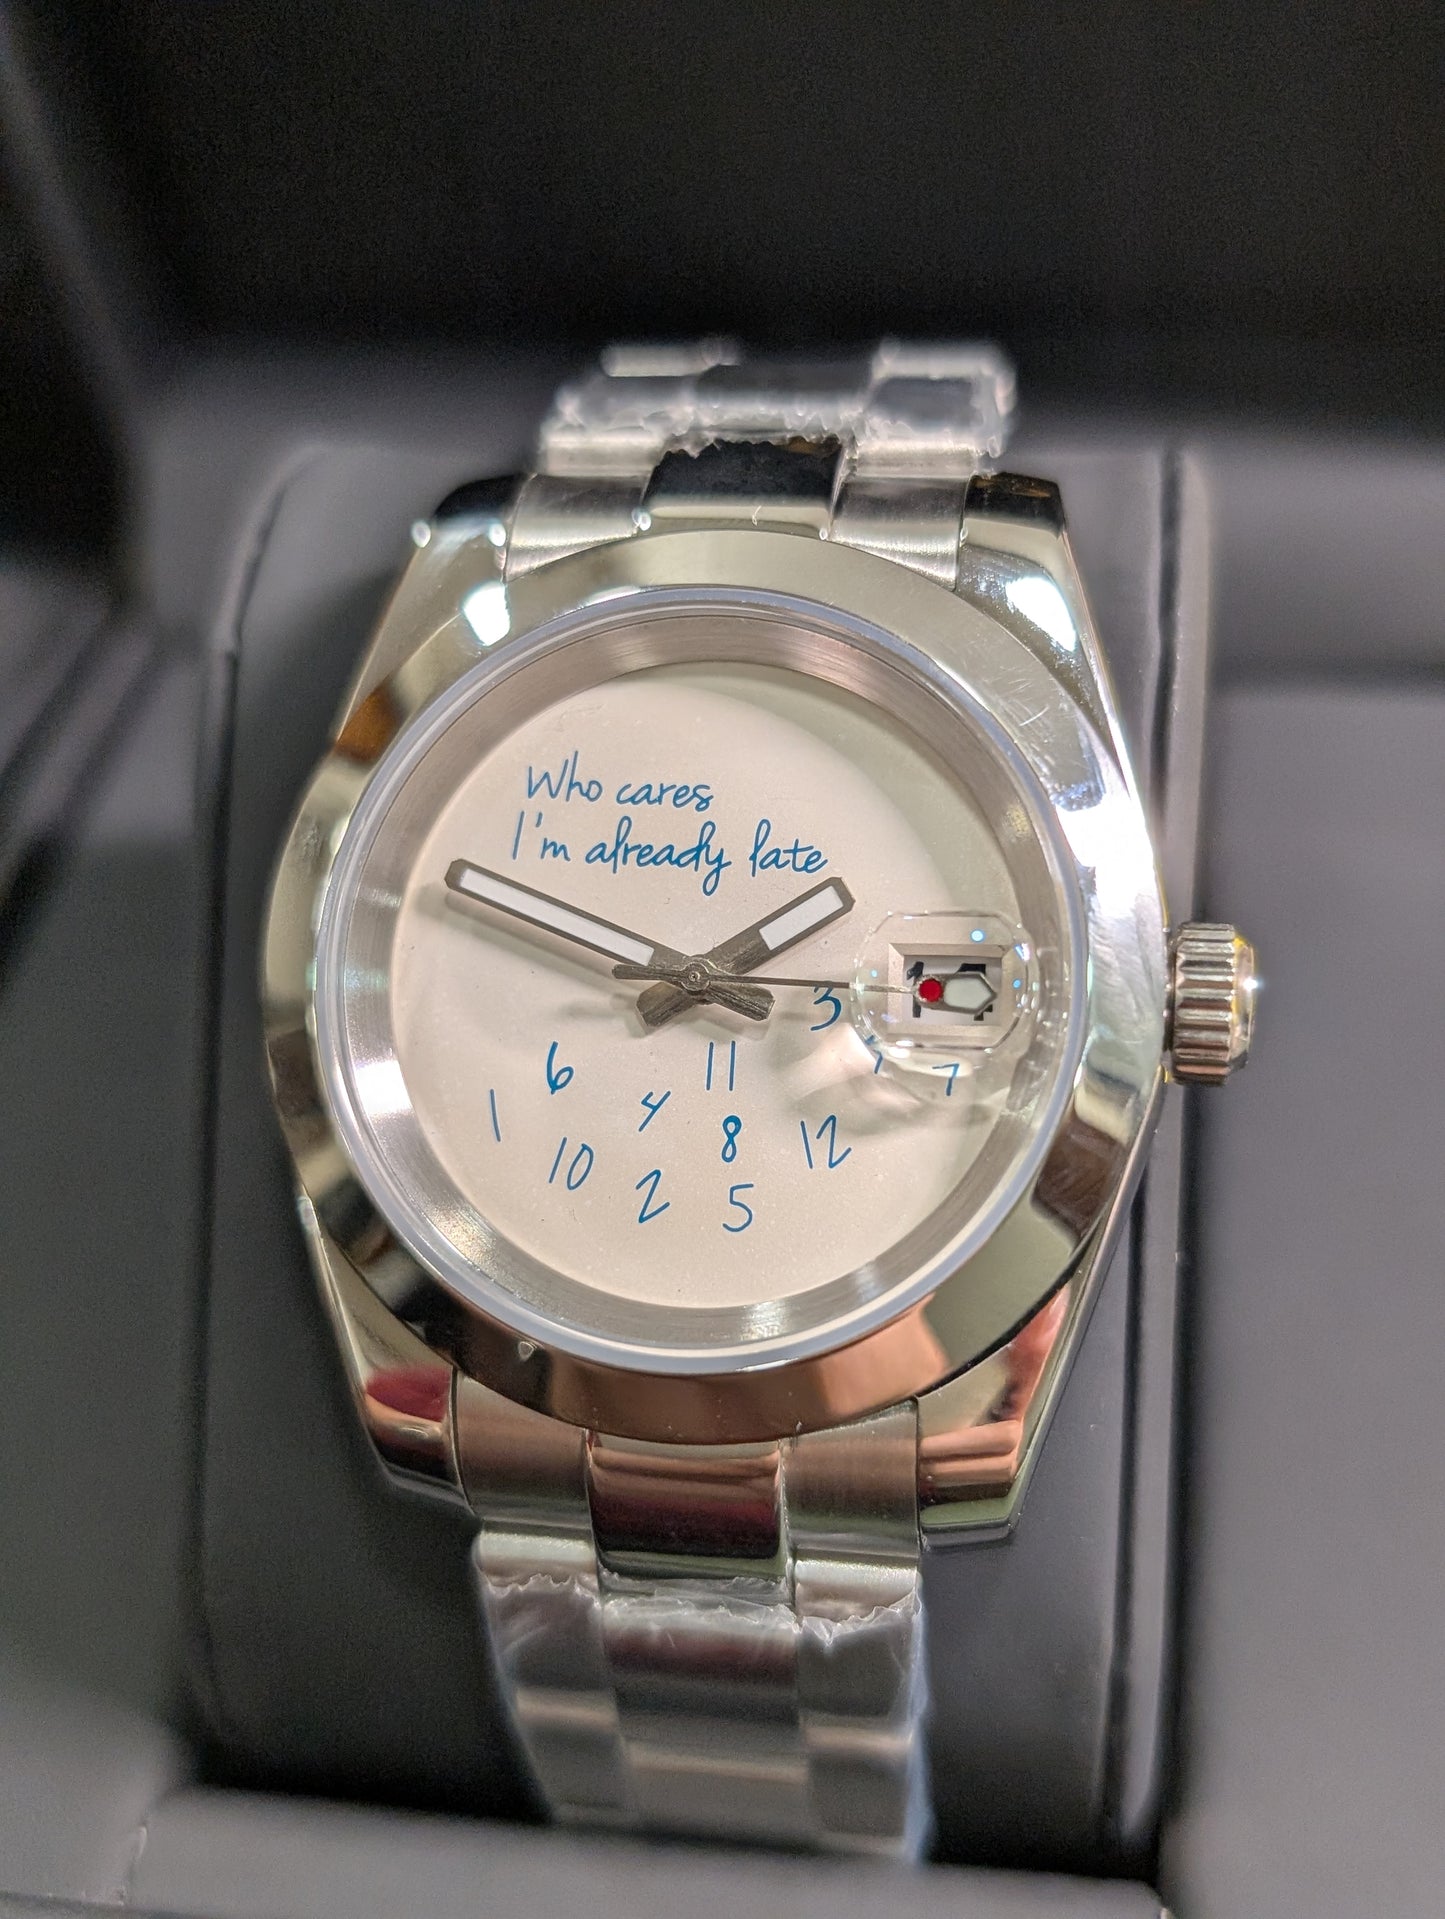 Who cares
I'm already late
3
6 11 7
1 4 8 12
10 2 5